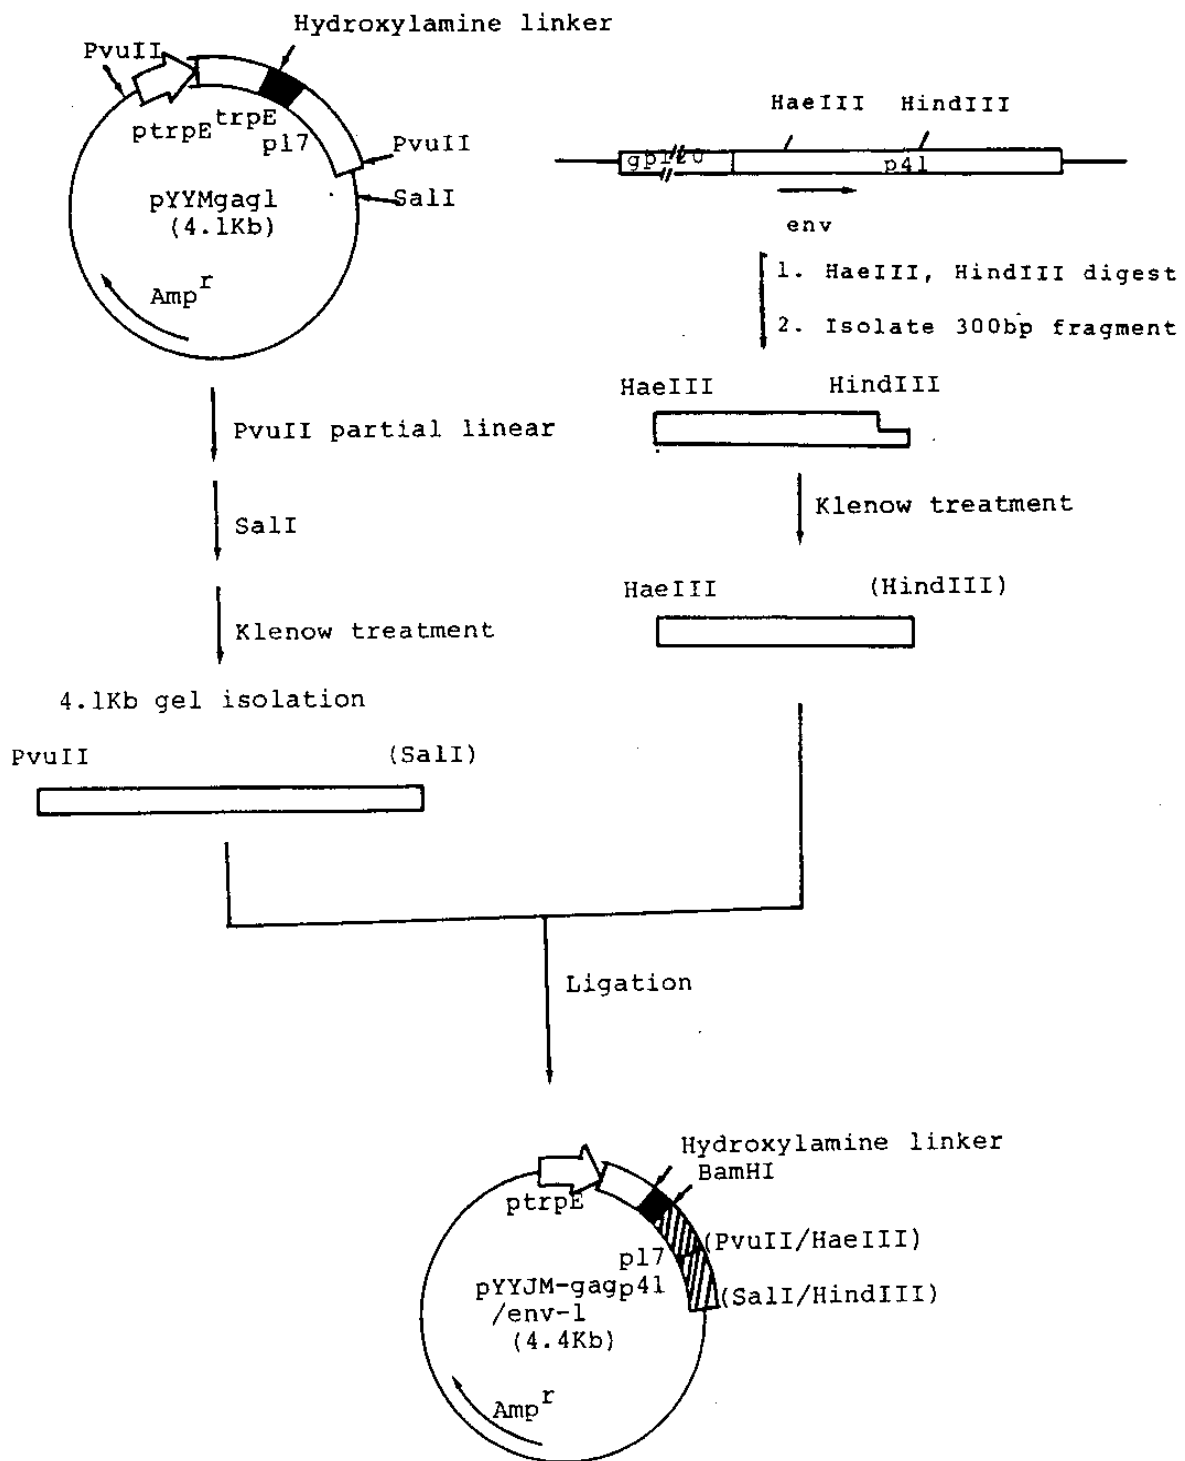 Hydroxylamine linker
PvuII
ptrpE
trpE
p17
PvuII
SalI
pYYMgag1
(4.1Kb)
Amp^r
HaeIII HindIII
gp120
p41
env
1. HaeIII, HindIII digest
2. Isolate 300bp fragment
PvuII partial linear
SalI
Klenow treatment
4.1Kb gel isolation
PvuII (SalI)
HaeIII HindIII
Klenow treatment
HaeIII (HindIII)
Ligation
Hydroxylamine linker
BamHI
ptrpE
(PvuII/HaeIII)
p17
pYYJM-gag
p41
/env-1
(4.4Kb)
(SalI/HindIII)
Amp^r